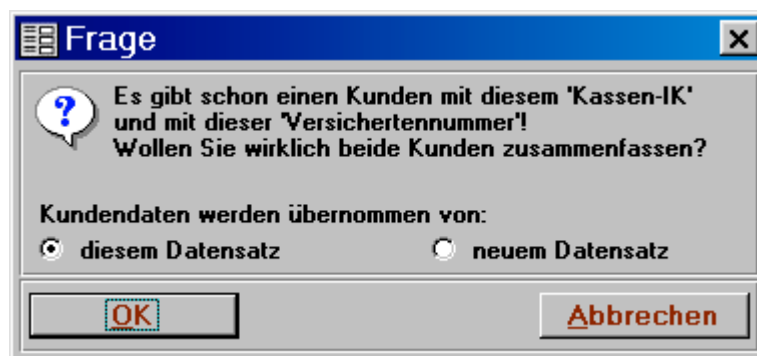 Frage
Es gibt schon einen Kunden mit diesem 'Kassen-IK'
und mit dieser 'Versichertennummer'!
Wollen Sie wirklich beide Kunden zusammenfassen?
Kundendaten werden übernommen von:
diesem Datensatz neuem Datensatz
OK Abbrechen